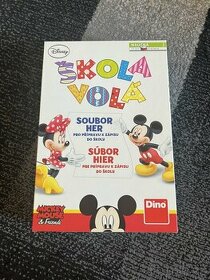 Disney
ŠKOLA
VOLÁ
SOUBOR
HER
PRO PŘÍPRAVU K ZÁPISU
DO ŠKOLY
SÚBOR
HIER
PRE PRÍPRAVU K ZÁPISU
DO ŠKOLY
MICKEY
MOUSE
& Friends
Dino